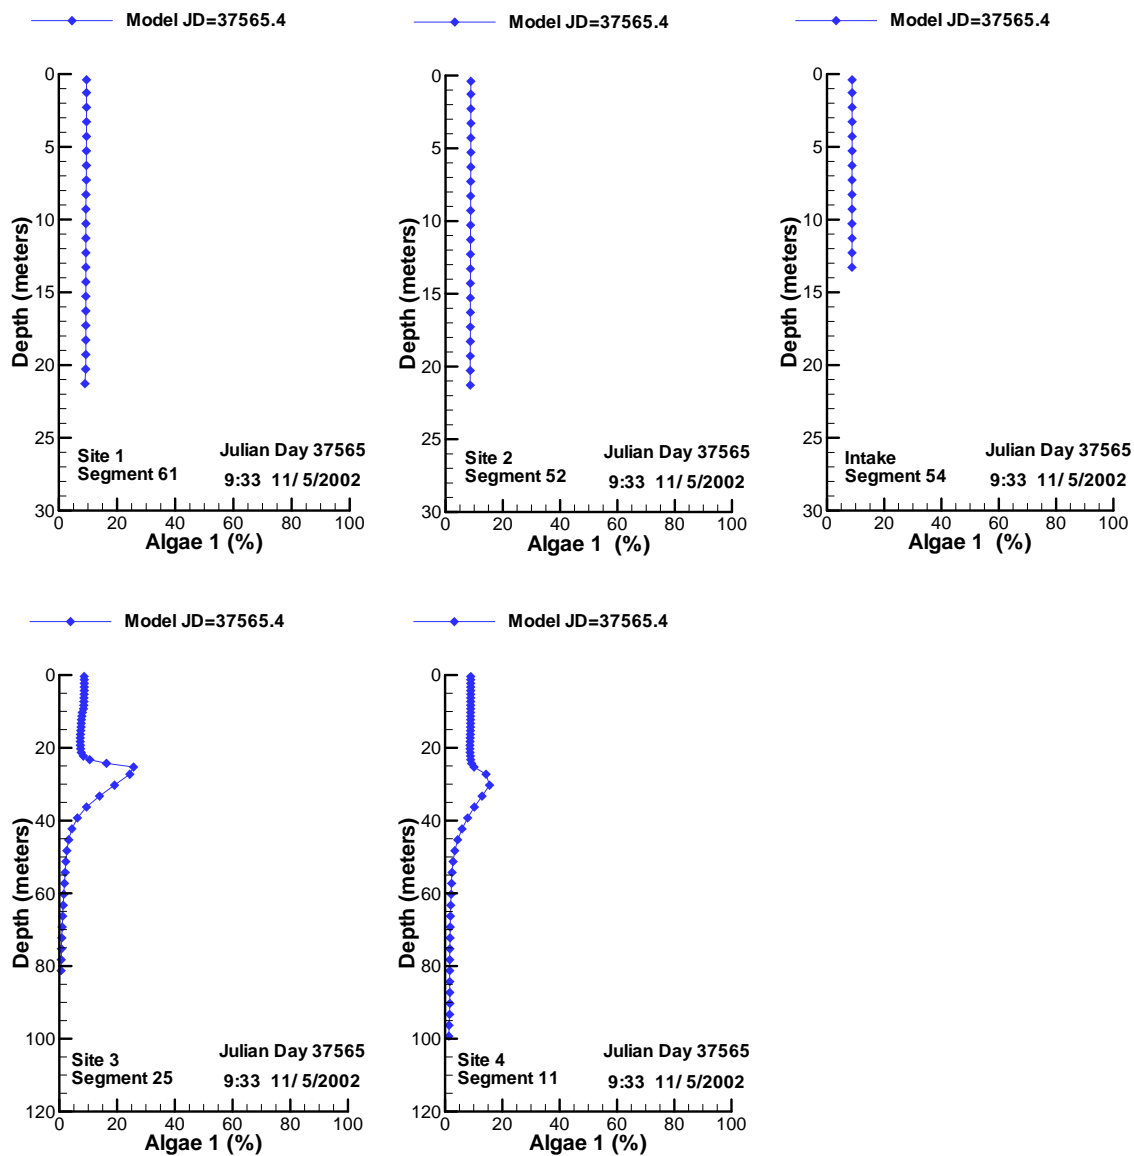 Model JD=37565.4
0
5
10
15
20
25
30
Depth (meters)
Site 1
Segment 61
Julian Day 37565
9:33 11/ 5/2002
0 20 40 60 80 100
Algae 1 (%)
Model JD=37565.4
0
5
10
15
20
25
30
Depth (meters)
Site 2
Segment 52
Julian Day 37565
9:33 11/ 5/2002
0 20 40 60 80 100
Algae 1 (%)
Model JD=37565.4
0
5
10
15
20
25
30
Depth (meters)
Intake
Segment 54
Julian Day 37565
9:33 11/ 5/2002
0 20 40 60 80 100
Algae 1 (%)
Model JD=37565.4
0
20
40
60
80
100
120
Depth (meters)
Site 3
Segment 25
Julian Day 37565
9:33 11/ 5/2002
0 20 40 60 80 100
Algae 1 (%)
Model JD=37565.4
0
20
40
60
80
100
120
Depth (meters)
Site 4
Segment 11
Julian Day 37565
9:33 11/ 5/2002
0 20 40 60 80 100
Algae 1 (%)